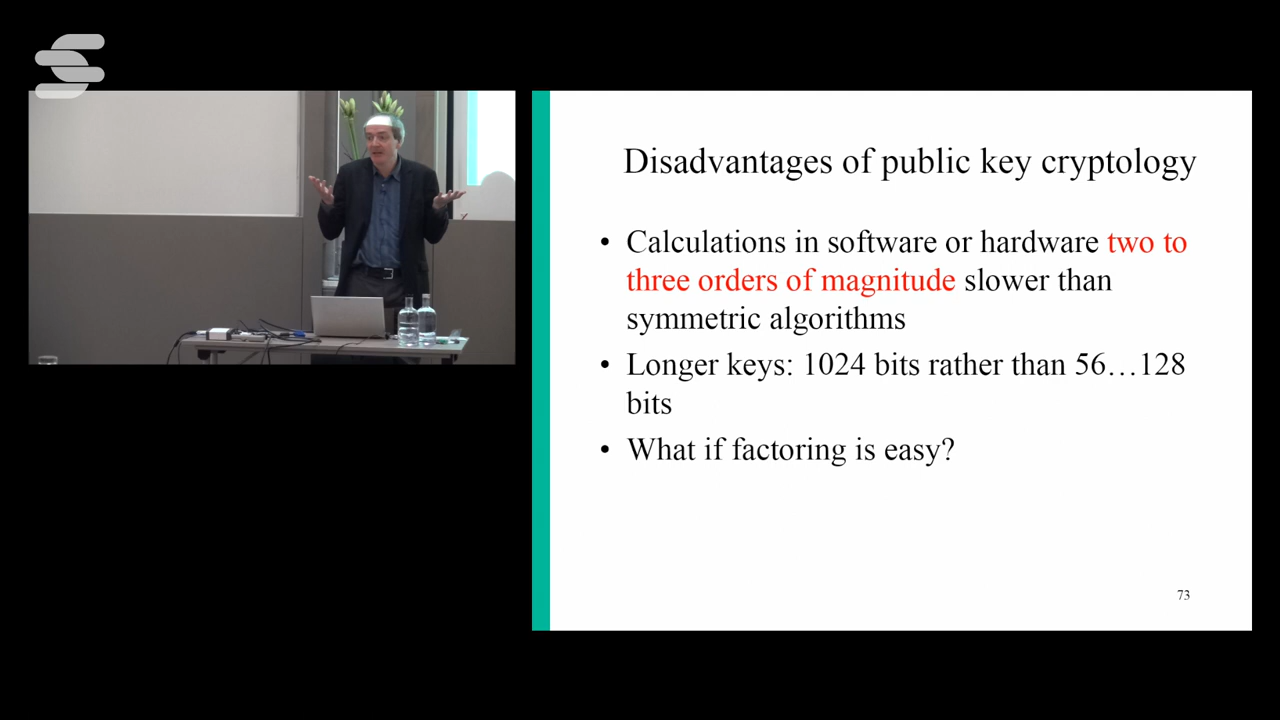 Disadvantages of public key cryptology
• Calculations in software or hardware two to
three orders of magnitude slower than
symmetric algorithms
• Longer keys: 1024 bits rather than 56…128
bits
• What if factoring is easy?
73